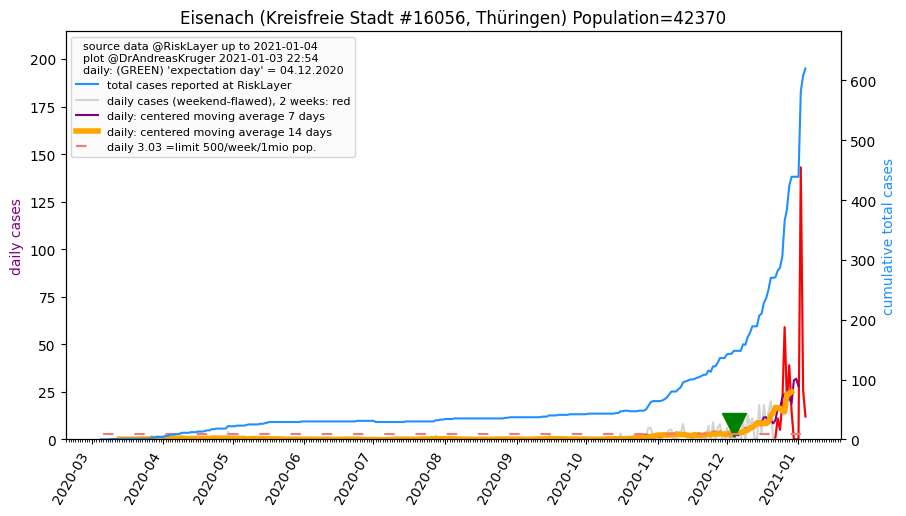 Eisenach (Kreisfreie Stadt #16056, Thüringen) Population=42370
source data @RiskLayer up to 2021-01-04
plot @DrAndreasKruger 2021-01-03 22:54
daily: (GREEN) 'expectation day' = 04.12.2020
total cases reported at RiskLayer
daily cases (weekend-flawed), 2 weeks: red
daily: centered moving average 7 days
daily: centered moving average 14 days
daily 3.03 =limit 500/week/1mio pop.
daily cases
200
175
150
125
100
75
50
25
0
600
500
400
300
200
100
0
cumulative total cases
2020-03
2020-04
2020-05
2020-06
2020-07
2020-08
2020-09
2020-10
2020-11
2020-12
2021-01